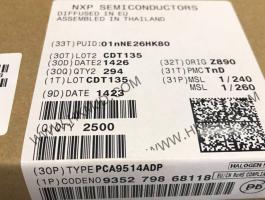 NXP SEMICONDUCTORS
DIFFUSED IN EU
ASSEMBLED IN THAILAND
(33T) PUID:01nNE26HK80
(30T)LOT2 CDT135
(30D)DATE2 1426 (32T)ORIG Z890
(30Q)QTY2 294 (31T)PMC TnD
(1T)LOT CDT135 (31P)MSL 1/240
(9D) DATE 1423 MSL 1/260
QTY 2500
HALOGEN
(30P)TYPE PCA9514ADP
(1P)CODENO 9352 798 68118